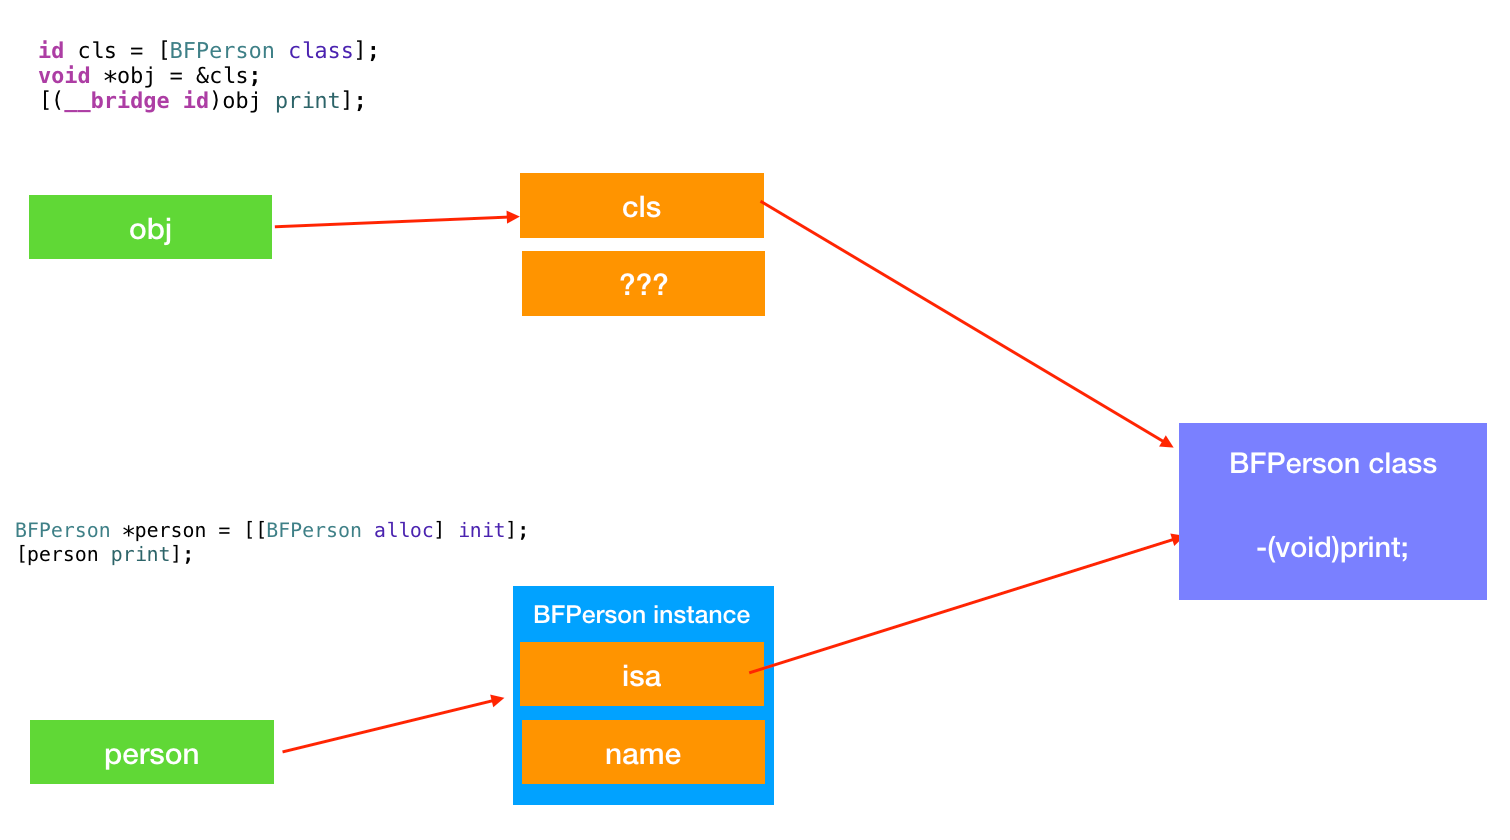 id cls = [BFPerson class];
void *obj = &cls;
[(__bridge id)obj print];
obj
cls
???
BFPerson class
-(void)print;
BFPerson *person = [[BFPerson alloc] init];
[person print];
BFPerson instance
isa
name
person